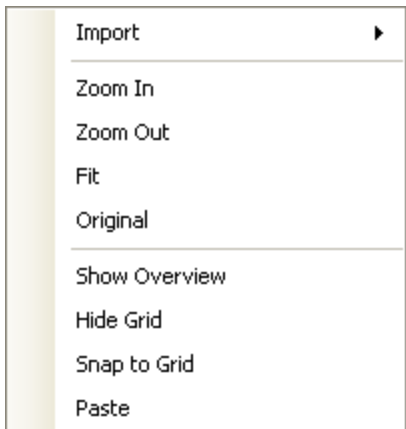 Import
Zoom In
Zoom Out
Fit
Original
Show Overview
Hide Grid
Snap to Grid
Paste